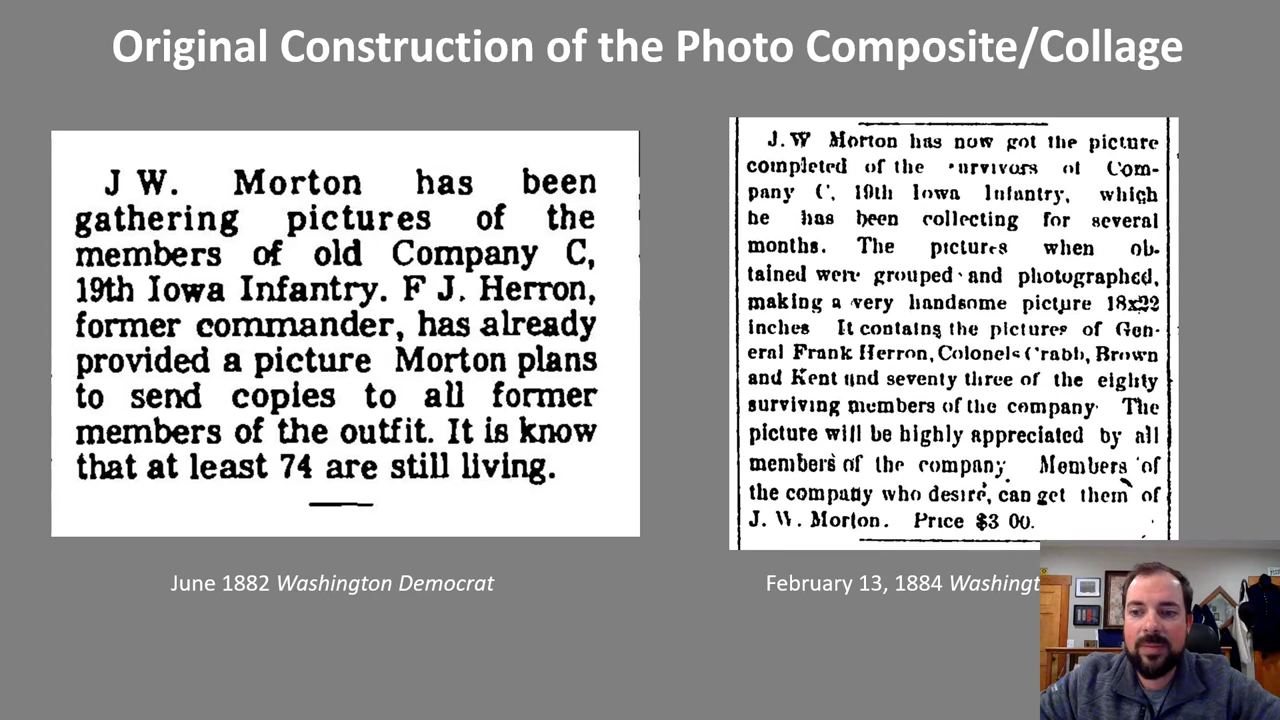 Original Construction of the Photo Composite/Collage
J W. Morton has been
gathering pictures of the
members of old Company C,
19th Iowa Infantry. F J. Herron,
former commander, has already
provided a picture Morton plans
to send copies to all former
members of the outfit. It is know
that at least 74 are still living.
June 1882 Washington Democrat
J. W Morton has now got the picture
completed of the urvivors of Com-
pany C, 19th Iowa Infantry, which
he has been collecting for several
months. The pictures when ob-
tained were grouped and photographed,
making a very handsome picture 18x22
inches It contains the pictures of Gen-
eral Frank Herron, Colonels Crabb, Brown
and Kent and seventy three of the eighty
surviving members of the company The
picture will be highly appreciated by all
members of the company Members of
the company who desire, can get them of
J. W. Morton. Price $3 00.
February 13, 1884 Washingt